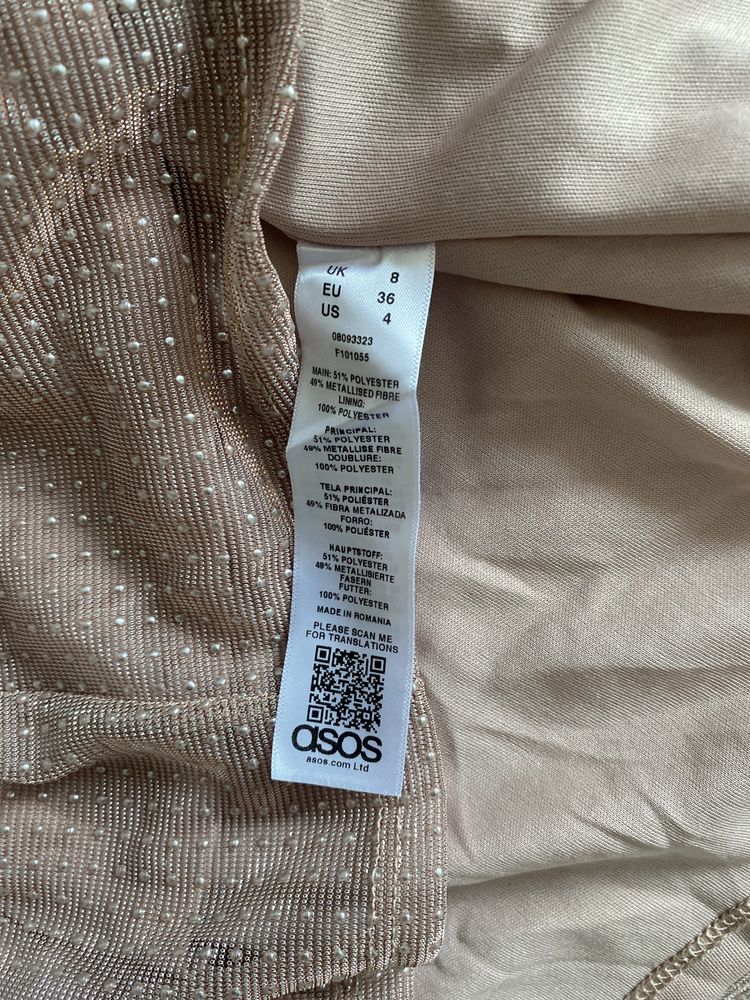 UK 8
EU 36
US 4
08093323
F101055
MAIN: 51% POLYESTER
49% METALLISED FIBRE
LINING:
100% POLYESTER
PRINCIPAL:
51% POLYESTER
49% METALLISE FIBRE
DOUBLURE:
100% POLYESTER
TELA PRINCIPAL:
51% POLIÉSTER
49% FIBRA METALIZADA
FORRO:
100% POLIÉSTER
HAUPTSTOFF:
51% POLYESTER
49% METALLISIERTE
FASERN
FUTTER:
100% POLYESTER
MADE IN ROMANIA
PLEASE SCAN ME
FOR TRANSLATIONS
asos
asos.com Ltd